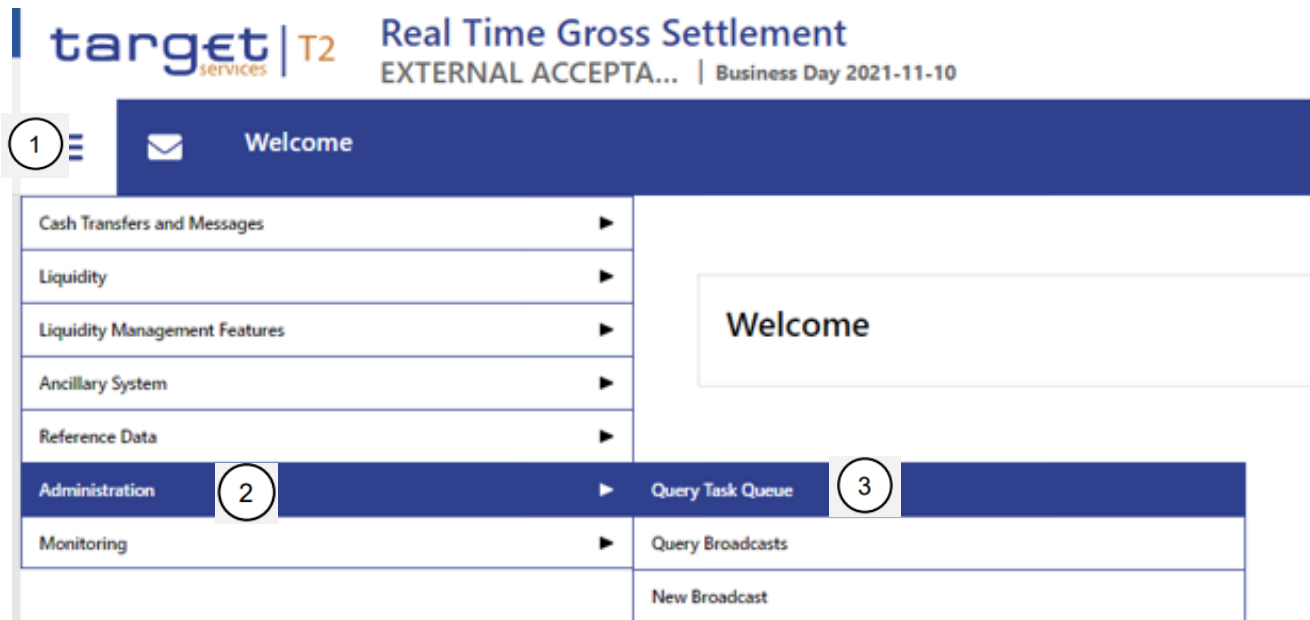 target services | T2
Real Time Gross Settlement
EXTERNAL ACCEPTA... | Business Day 2021-11-10
1
Welcome
Cash Transfers and Messages
Liquidity
Liquidity Management Features
Welcome
Ancillary System
Reference Data
Administration 2 Query Task Queue 3
Monitoring Query Broadcasts
New Broadcast